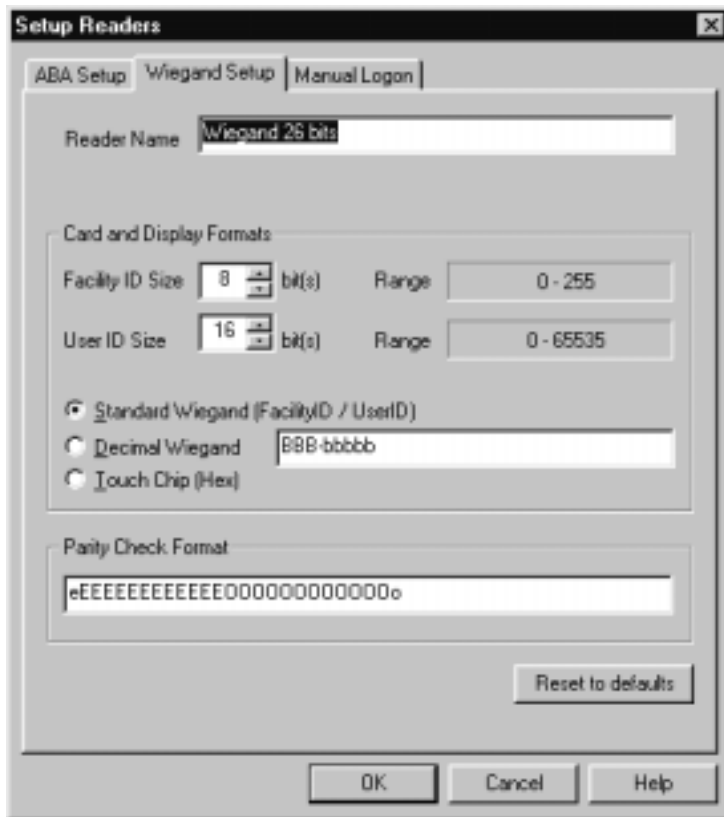 Setup Readers
ABA Setup Wiegand Setup Manual Logon
Reader Name Wiegand 26 bits
Card and Display Formats
Facility ID Size 8 bit(s) Range 0 - 255
User ID Size 16 bit(s) Range 0 - 65535
Standard Wiegand (FacilityID / UserID)
Decimal Wiegand BBB-bbbbb
Touch Chip (Hex)
Parity Check Format
eEEEEEEEEEEEEOOOOOOOOOOOOo
Reset to defaults
OK Cancel Help